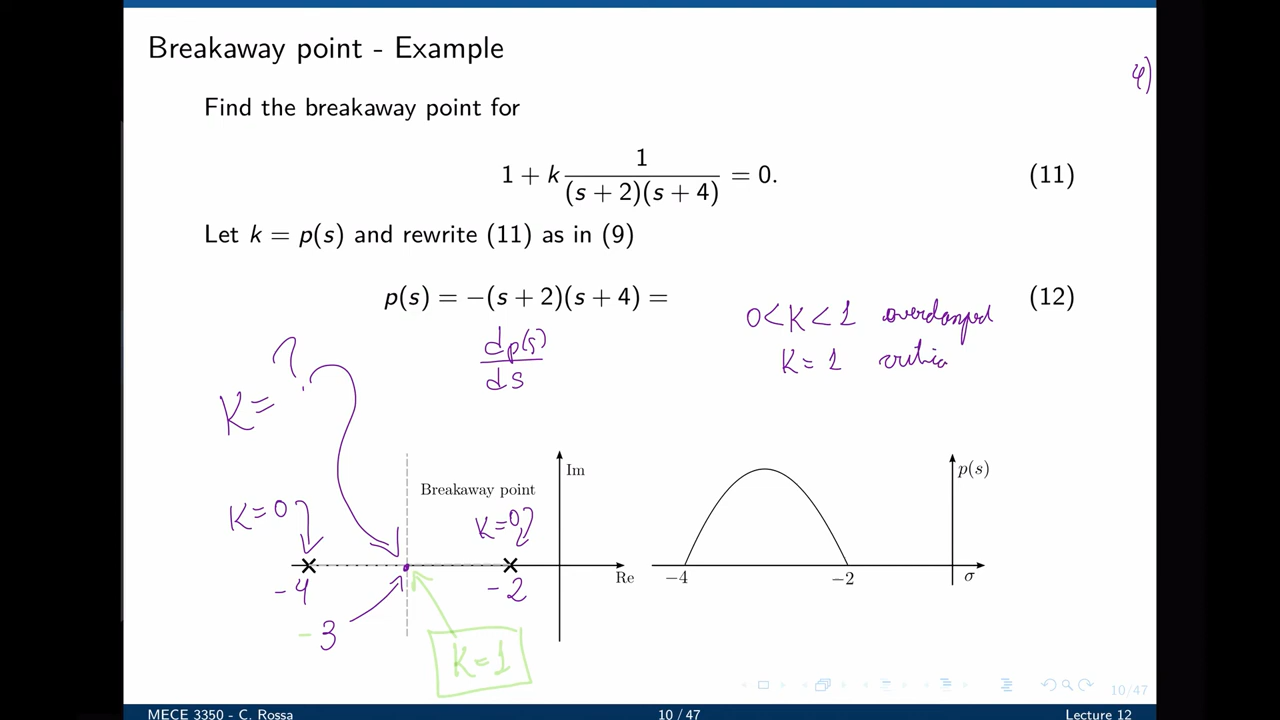 Breakaway point - Example
4)
Find the breakaway point for
1 + k 1 / (s + 2)(s + 4) = 0. (11)
Let k = p(s) and rewrite (11) as in (9)
p(s) = −(s + 2)(s + 4) = (12)
0 < K < 1 overdamped
dp(s) / ds
K = 1 critic
K = ?
Im
p(s)
Breakaway point
K = 0
K = 0
Re
−4
−2
σ
-4
-2
-3
K = 1
10/47
MECE 3350 - C. Rossa
10 / 47
Lecture 12